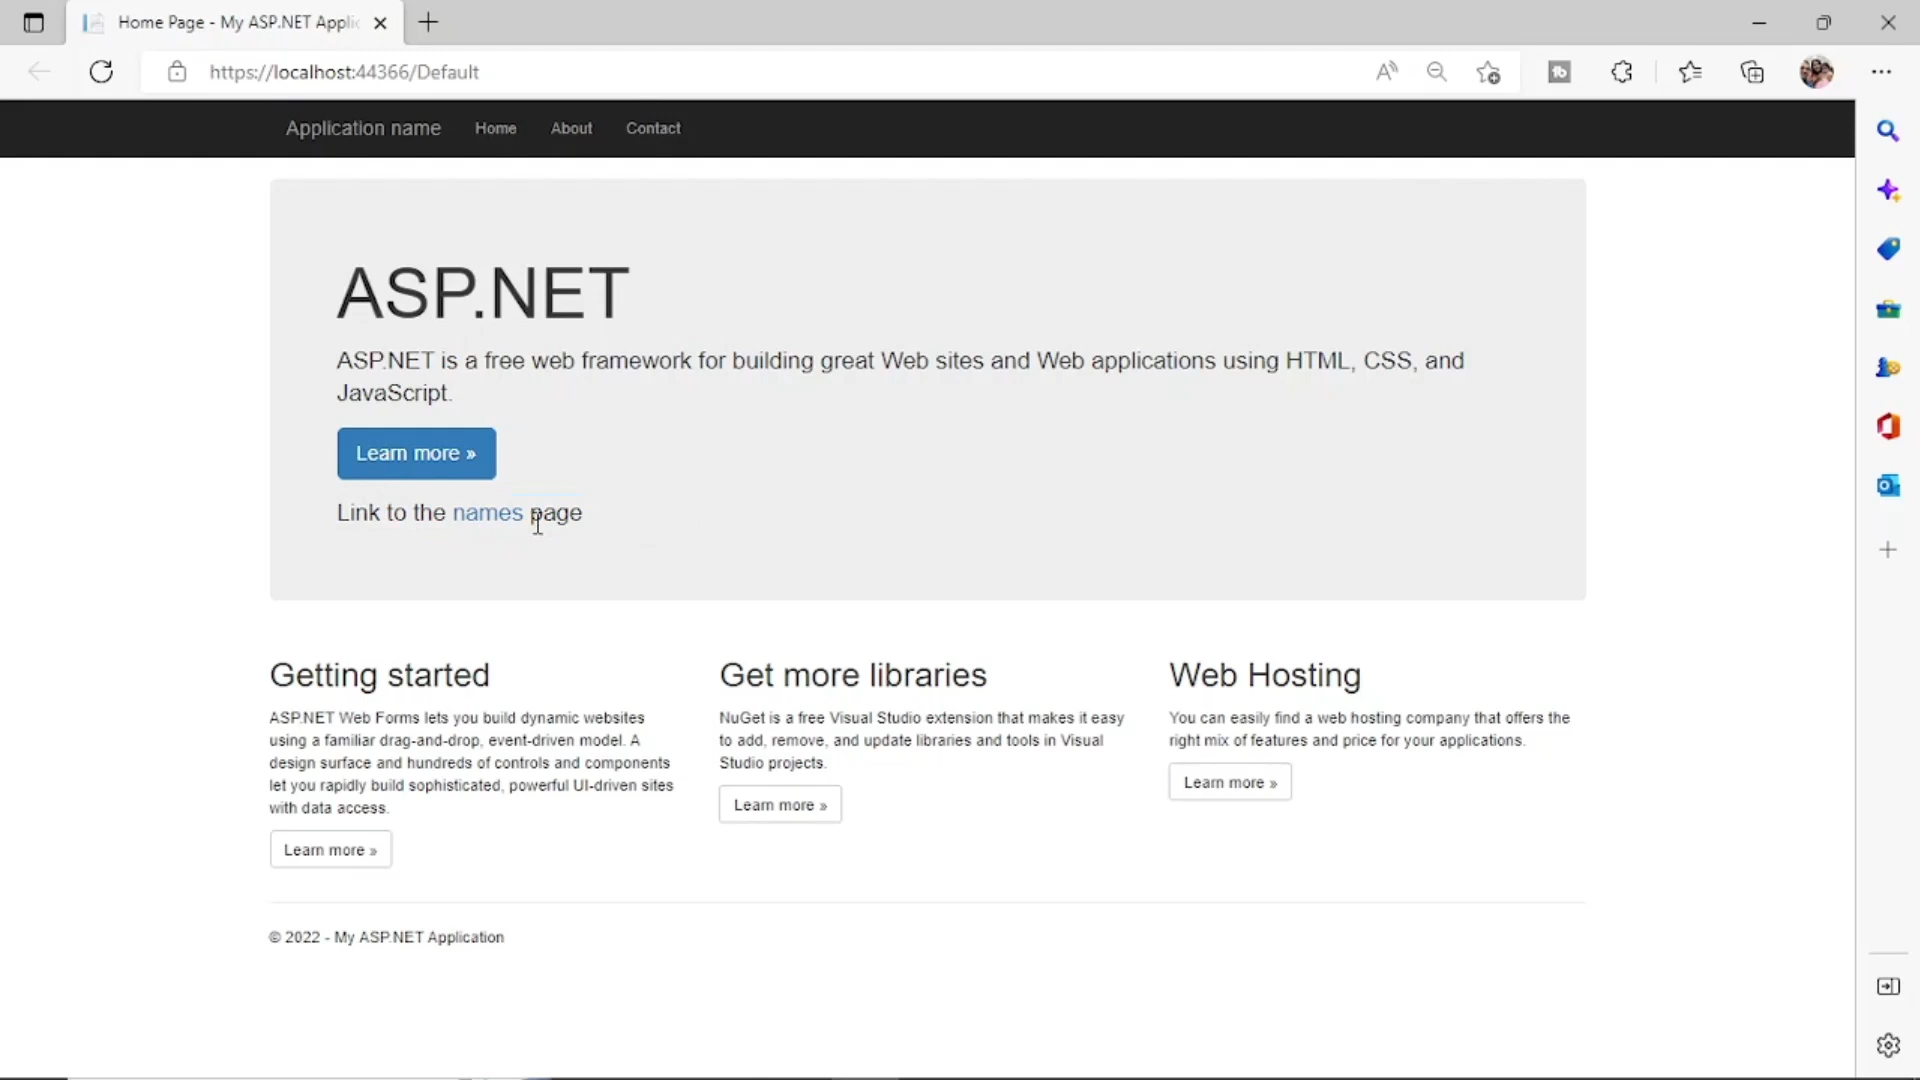 Home Page - My ASP.NET Applic
https://localhost:44366/Default
Application name
Home
About
Contact
ASP.NET
ASP.NET is a free web framework for building great Web sites and Web applications using HTML, CSS, and
JavaScript.
Learn more »
Link to the names page
Getting started
ASP.NET Web Forms lets you build dynamic websites
using a familiar drag-and-drop, event-driven model. A
design surface and hundreds of controls and components
let you rapidly build sophisticated, powerful UI-driven sites
with data access.
Learn more »
Get more libraries
NuGet is a free Visual Studio extension that makes it easy
to add, remove, and update libraries and tools in Visual
Studio projects.
Learn more »
Web Hosting
You can easily find a web hosting company that offers the
right mix of features and price for your applications.
Learn more »
© 2022 - My ASP.NET Application